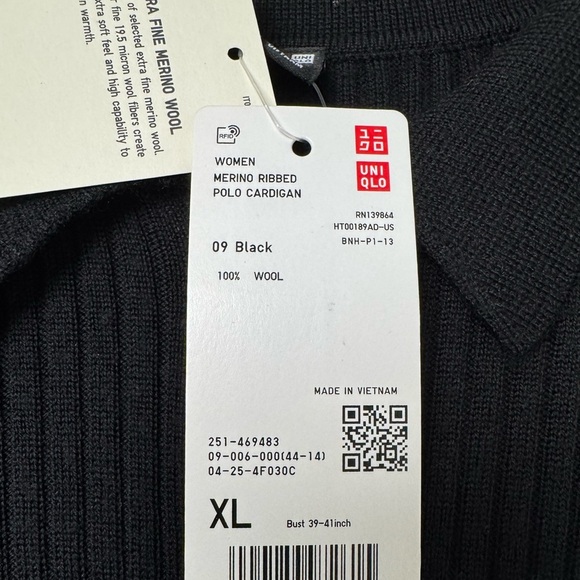 RA FINE MERINO WOOL
of selected extra fine merino wool.
r fine 19.5 micron wool fibers create
xtra soft feel and high capability to
n warmth.
RFID
ユニ
クロ
WOMEN
MERINO RIBBED
POLO CARDIGAN
UNI
QLO
RN139864
HT00189AD-US
BNH-P1-13
09 Black
100% WOOL
MADE IN VIETNAM
251-469483
09-006-000(44-14)
04-25-4F030C
XL
Bust 39-41inch